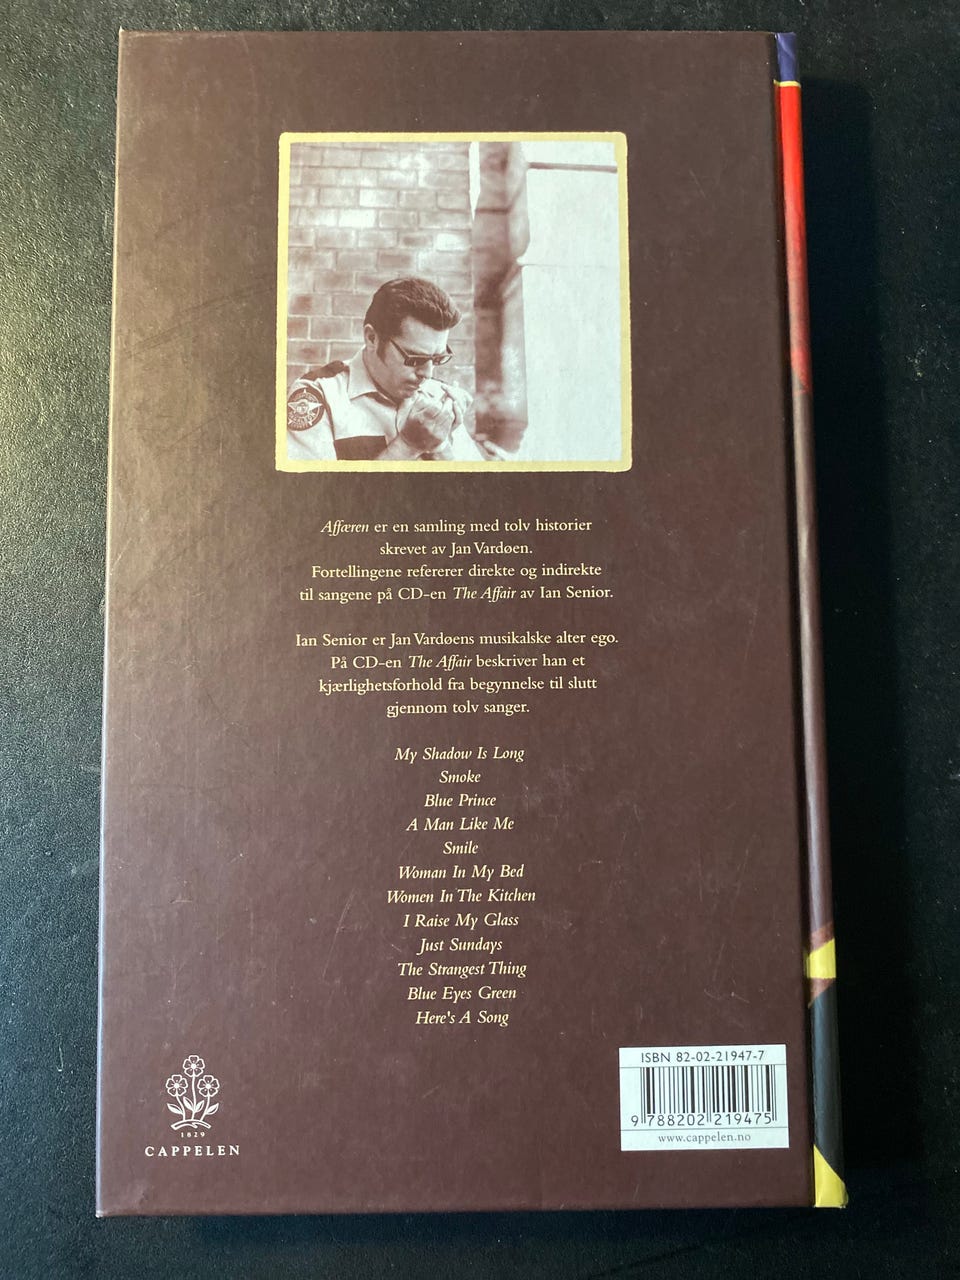 Affæren er en samling med tolv historier
skrevet av Jan Vardøen.
Fortellingene refererer direkte og indirekte
til sangene på CD-en The Affair av Ian Senior.
Ian Senior er Jan Vardøens musikalske alter ego.
På CD-en The Affair beskriver han et
kjærlighetsforhold fra begynnelse til slutt
gjennom tolv sanger.
My Shadow Is Long
Smoke
Blue Prince
A Man Like Me
Smile
Woman In My Bed
Women In The Kitchen
I Raise My Glass
Just Sundays
The Strangest Thing
Blue Eyes Green
Here's A Song
1829
CAPPELEN
ISBN 82-02-21947-7
9 788202 219475
www.cappelen.no